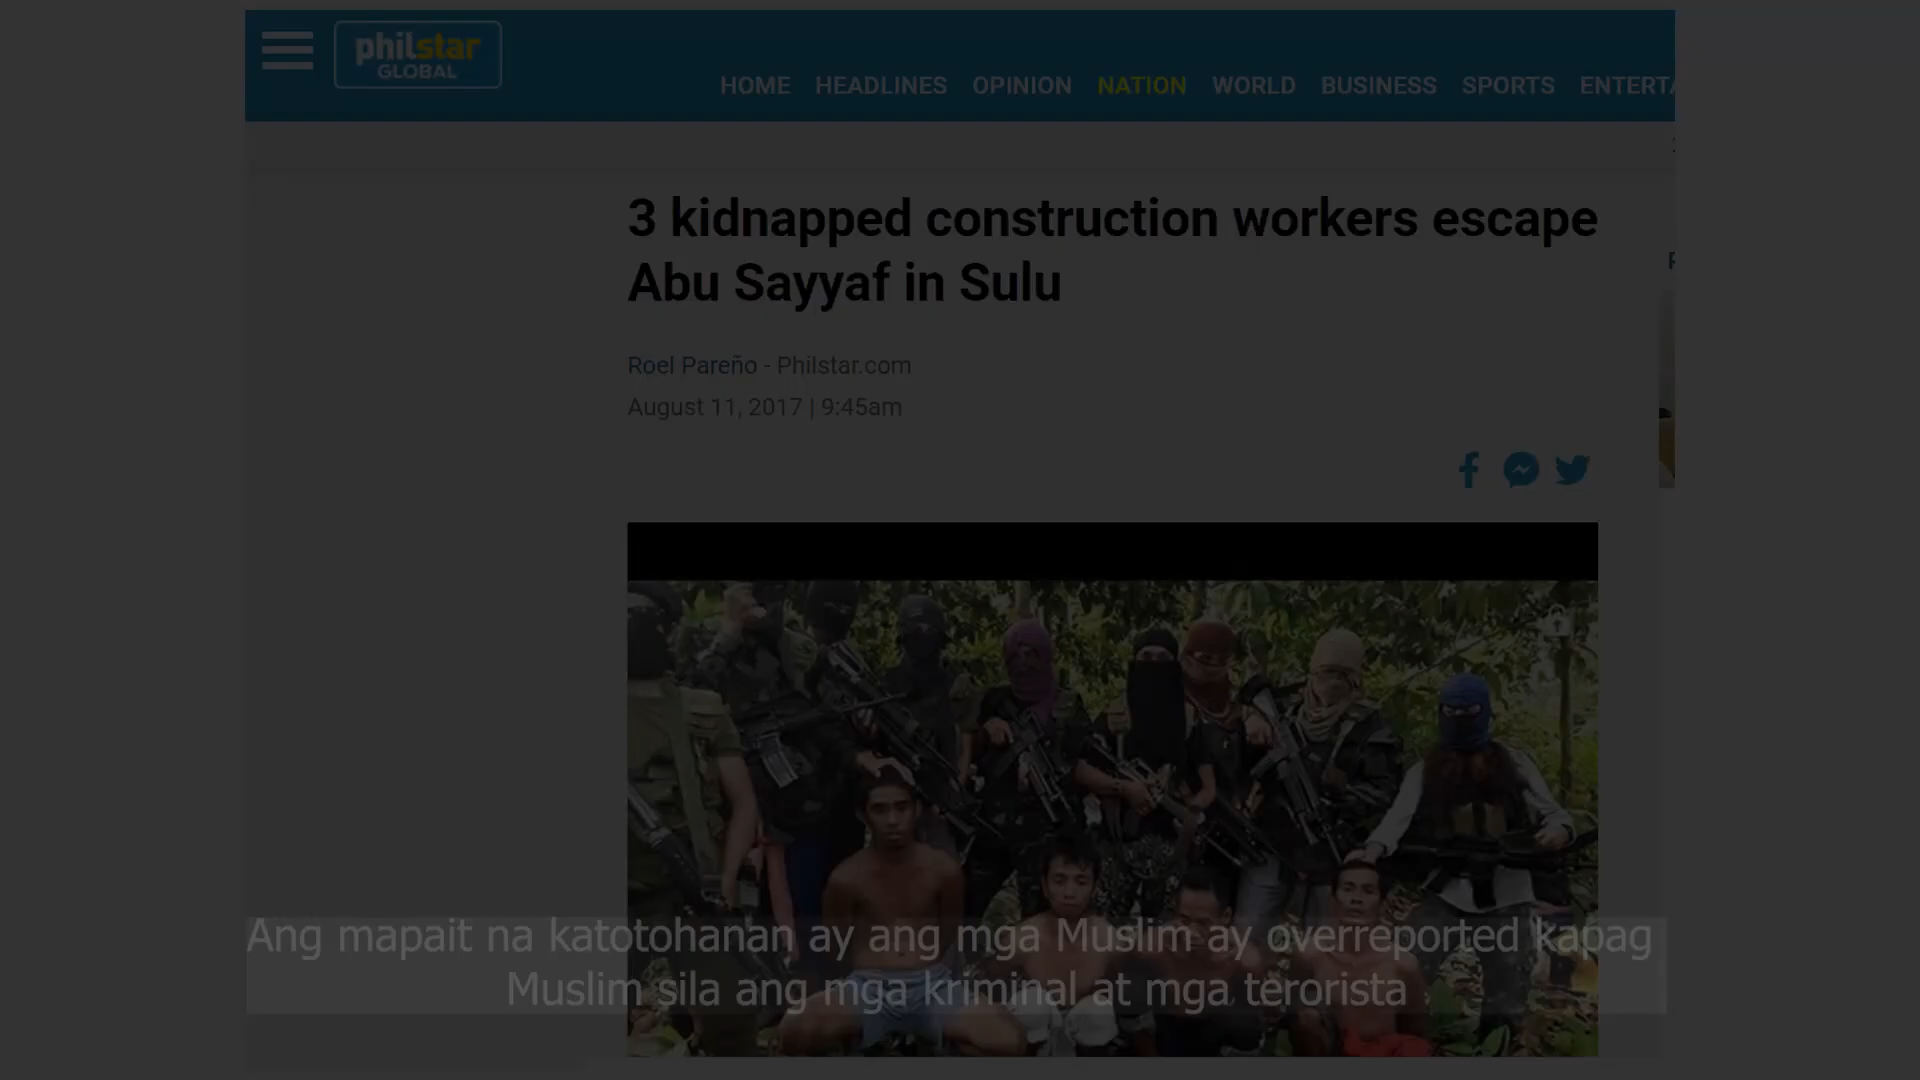 philstar
GLOBAL
HOME HEADLINES OPINION NATION WORLD BUSINESS SPORTS ENTERTA
3 kidnapped construction workers escape
Abu Sayyaf in Sulu
Roel Pareño - Philstar.com
August 11, 2017 | 9:45am
Ang mapait na katotohanan ay ang mga Muslim ay overreported kapag
Muslim sila ang mga kriminal at mga terorista